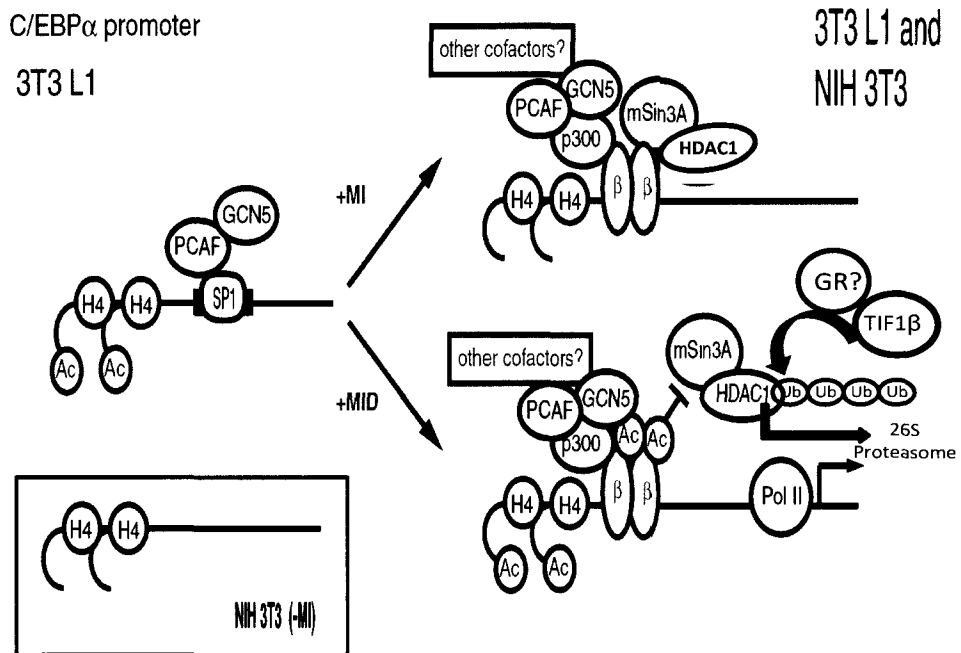 C/EBPα promoter
3T3 L1
3T3 L1 and
NIH 3T3
other cofactors?
GCN5
PCAF
p300
mSin3A
HDAC1
β
β
H4
H4
+MI
GCN5
PCAF
SP1
H4
H4
Ac
Ac
+MID
GR?
TIF1β
other cofactors?
mSin3A
HDAC1
Ub
Ub
Ub
Ub
GCN5
PCAF
p300
Ac
Ac
26S
Proteasome
β
β
Pol II
H4
H4
Ac
Ac
H4
H4
NIH 3T3 (-MI)